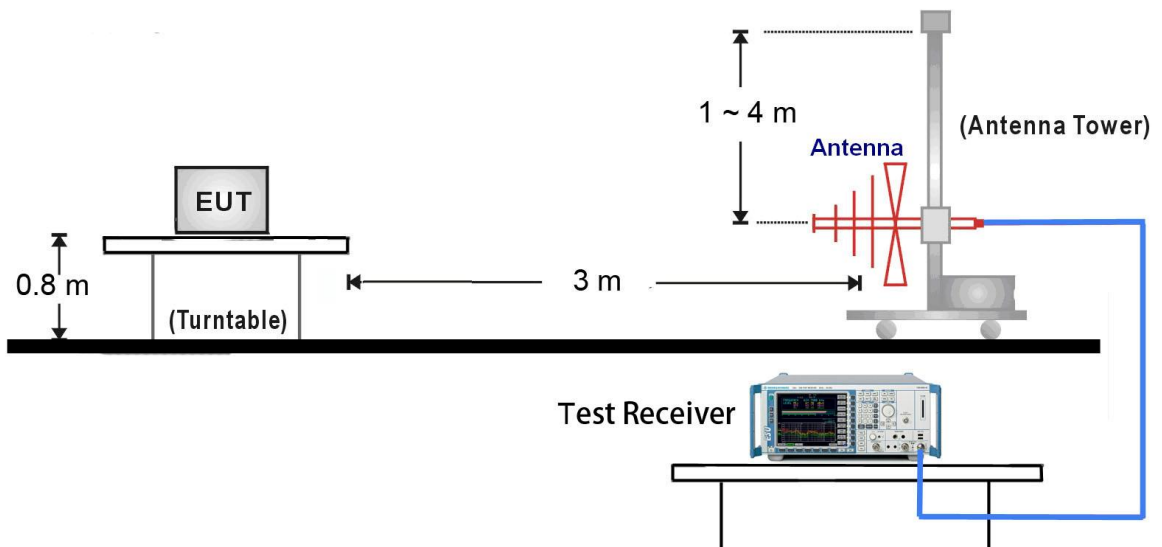 1 ~ 4 m
(Antenna Tower)
Antenna
EUT
0.8 m
3 m
(Turntable)
Test Receiver